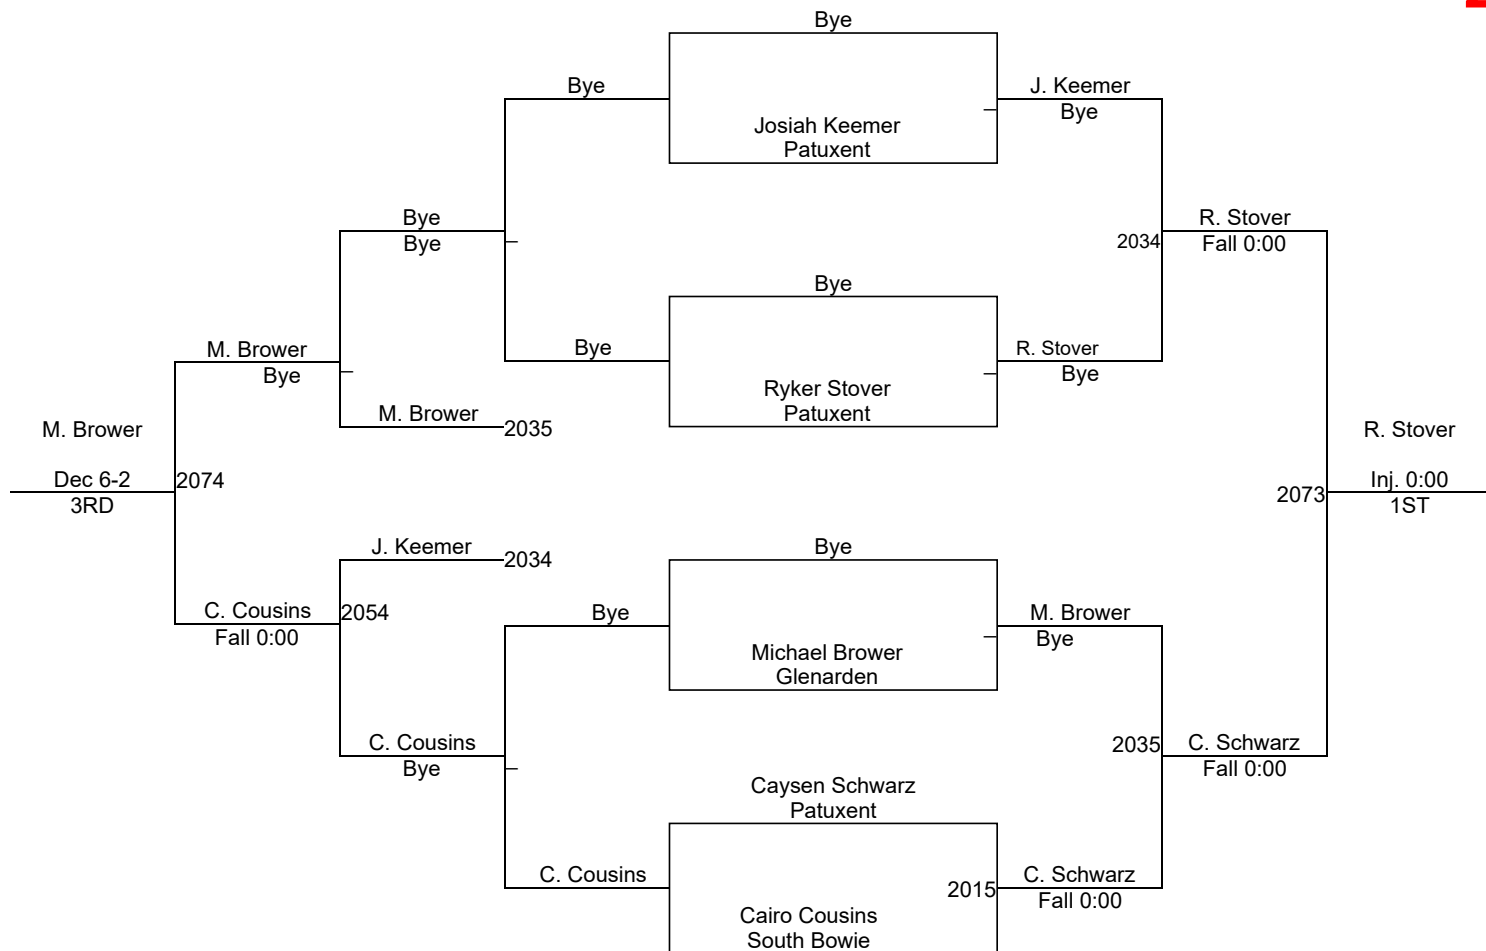 Bye
Bye
J. Keemer
Bye
Josiah Keemer
Patuxent
Bye
Bye
R. Stover
Fall 0:00
2034
Bye
Bye
R. Stover
Bye
M. Brower
Bye
Ryker Stover
Patuxent
M. Brower
2035
M. Brower
Dec 6-2
3RD
2074
R. Stover
Inj. 0:00
1ST
2073
J. Keemer
2034
Bye
C. Cousins
Fall 0:00
2054
Bye
M. Brower
Bye
Michael Brower
Glenarden
C. Cousins
Bye
2035
C. Schwarz
Fall 0:00
Caysen Schwarz
Patuxent
C. Cousins
2015
C. Schwarz
Fall 0:00
Cairo Cousins
South Bowie